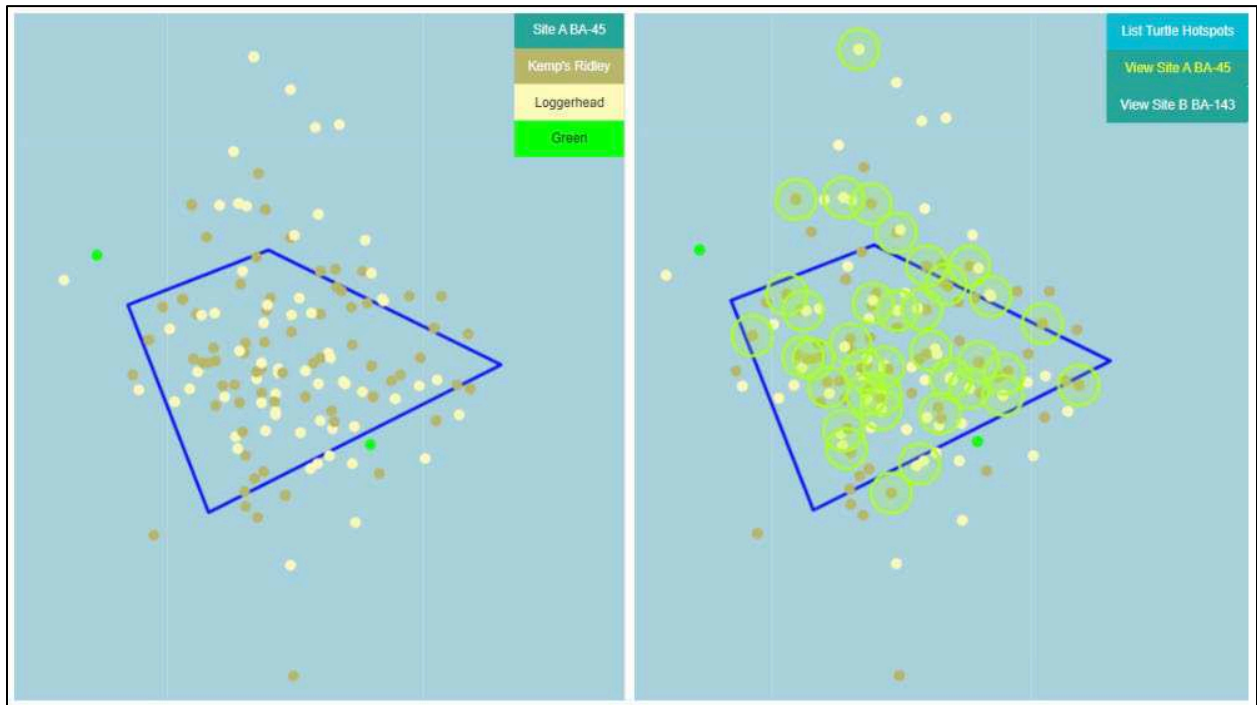 Site A BA-45
Kemp's Ridley
Loggerhead
Green
List Turtle Hotspots
View Site A BA-45
View Site B BA-143